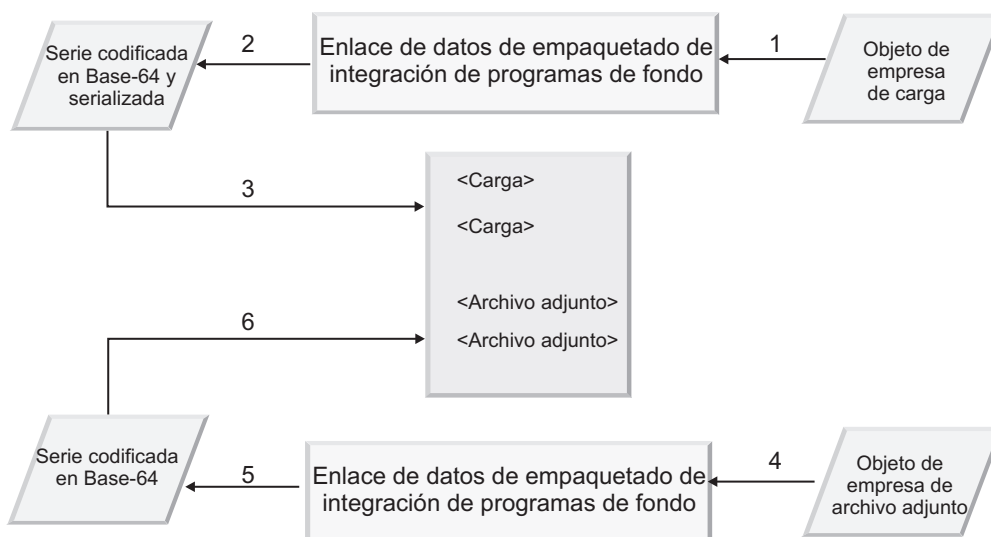 Serie codificada
en Base-64 y
serializada
2
Enlace de datos de empaquetado de
integración de programas de fondo
1
Objeto de
empresa
de carga
3
<Carga>
<Carga>
<Archivo adjunto>
<Archivo adjunto>
6
Serie codificada
en Base-64
5
Enlace de datos de empaquetado de
integración de programas de fondo
4
Objeto de
empresa de
archivo adjunto